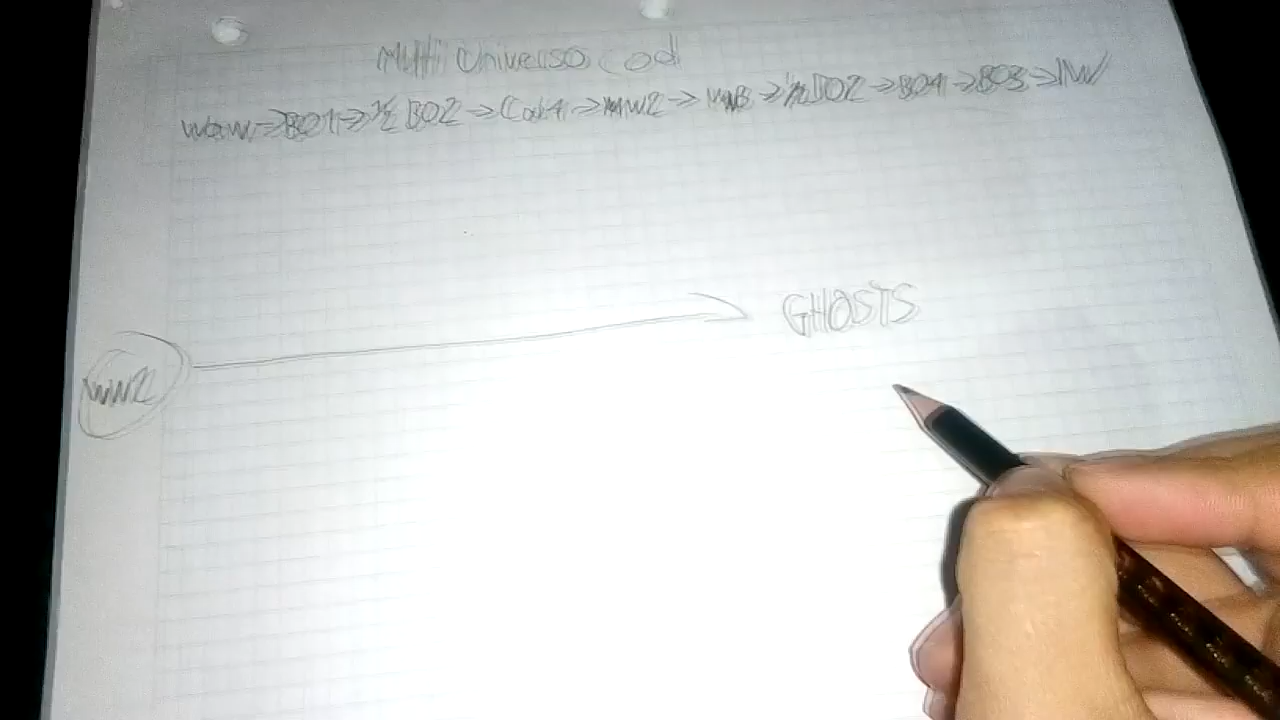 Multi Universo Cod
Waw → BO1 → 1/2 BO2 → Cod4 → MW2 → MW3 → 1/2 BO2 → BO4 → BO3 → IW
GHOSTS
WW2